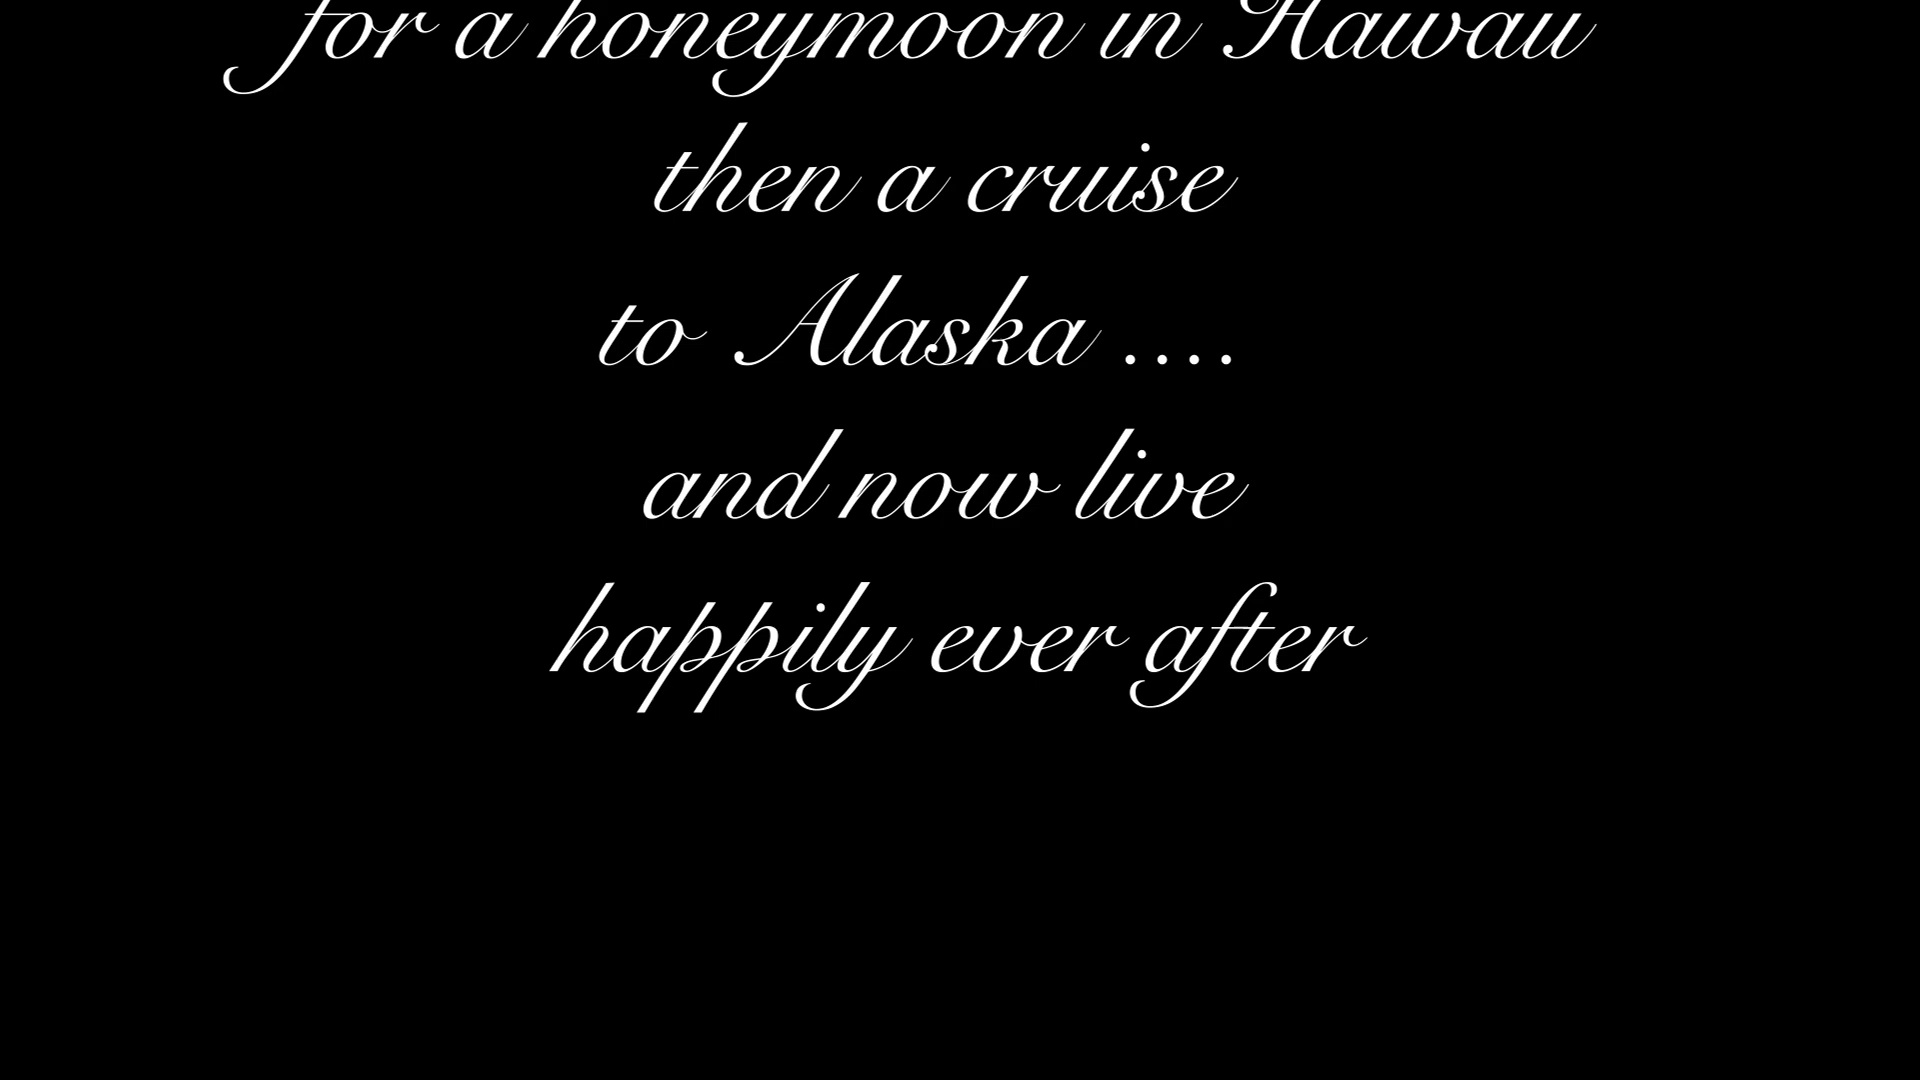 for a honeymoon in Hawaii
then a cruise
to Alaska ....
and now live
happily ever after